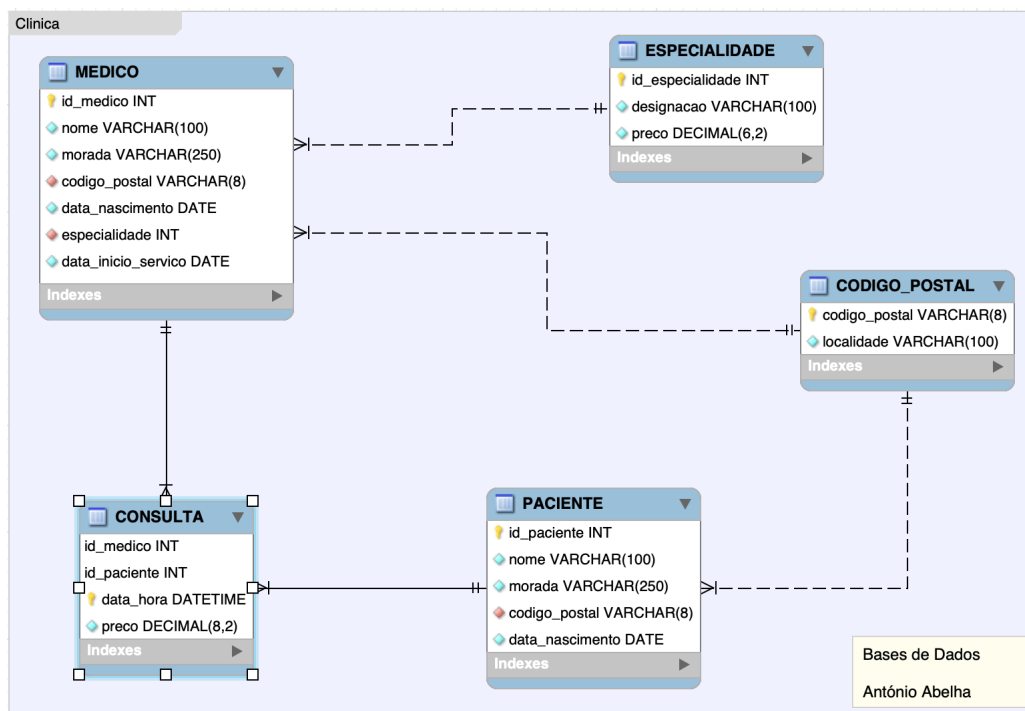 Clinica
MEDICO
id_medico INT
nome VARCHAR(100)
morada VARCHAR(250)
codigo_postal VARCHAR(8)
data_nascimento DATE
especialidade INT
data_inicio_servico DATE
Indexes
ESPECIALIDADE
id_especialidade INT
designacao VARCHAR(100)
preco DECIMAL(6,2)
Indexes
CODIGO_POSTAL
codigo_postal VARCHAR(8)
localidade VARCHAR(100)
Indexes
CONSULTA
id_medico INT
id_paciente INT
data_hora DATETIME
preco DECIMAL(8,2)
Indexes
PACIENTE
id_paciente INT
nome VARCHAR(100)
morada VARCHAR(250)
codigo_postal VARCHAR(8)
data_nascimento DATE
Indexes
Bases de Dados
António Abelha